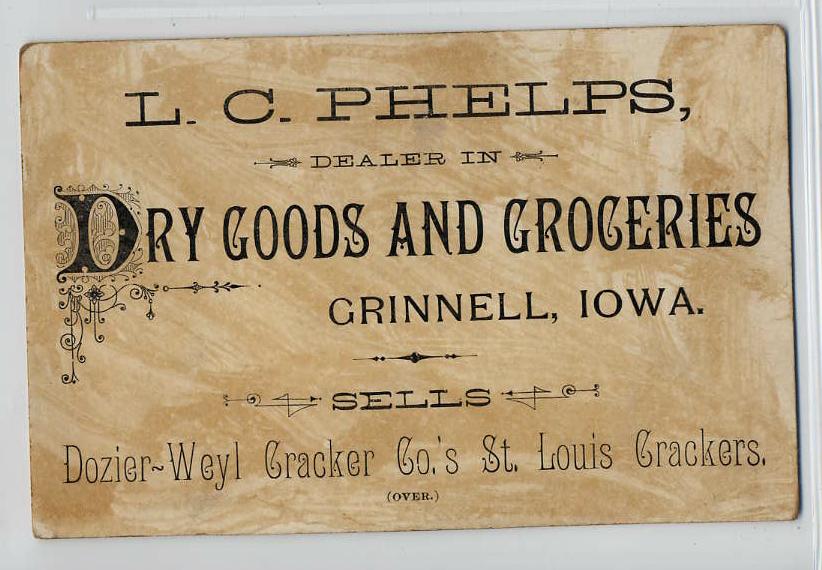 L. C. PHELPS,
DEALER IN
DRY GOODS AND GROCERIES
GRINNELL, IOWA.
SELLS
Dozier~Weyl Cracker Co.'s St. Louis Crackers.
(OVER.)